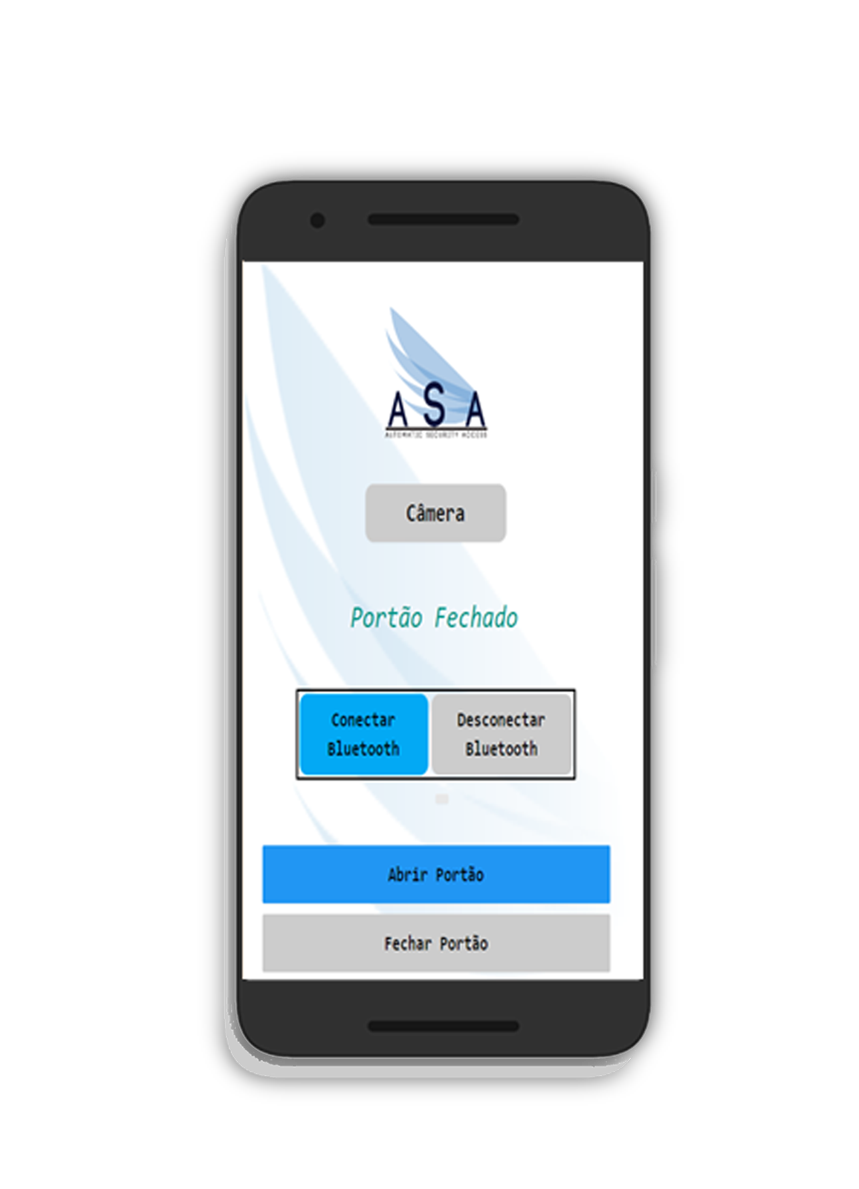 ASA
AUTOMATIC SECURITY ACCESS
Câmera
Portão Fechado
Conectar
Bluetooth
Desconectar
Bluetooth
Abrir Portão
Fechar Portão